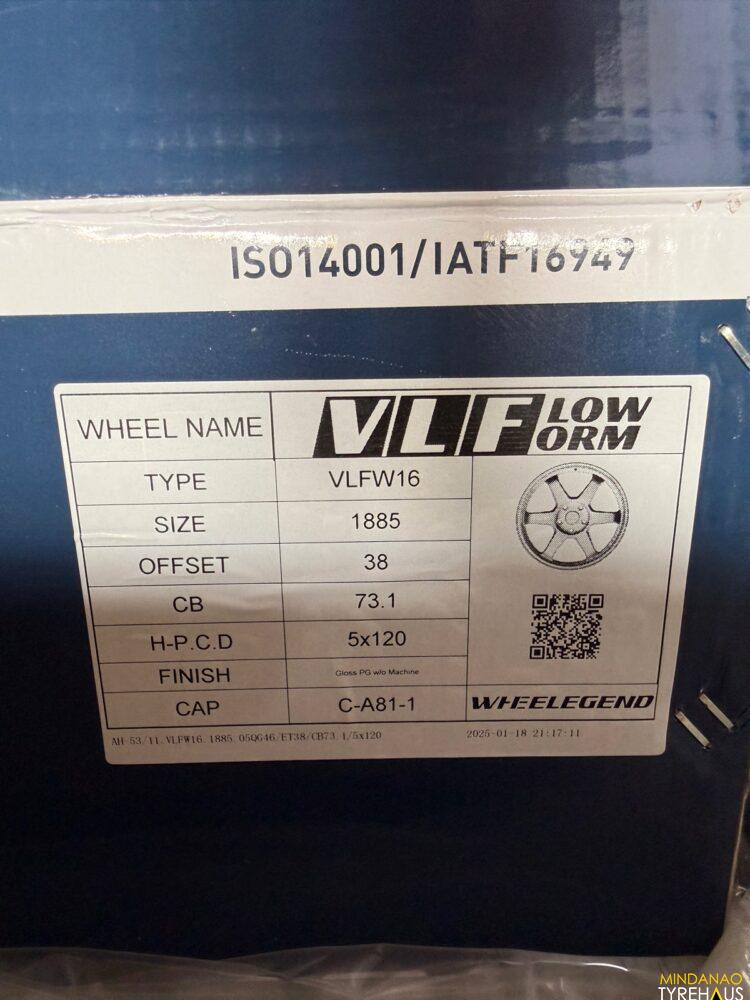 ISO14001/IATF16949
WHEEL NAME VLF LOW ORM
TYPE VLFW16
SIZE 1885
OFFSET 38
CB 73.1
H-P.C.D 5x120
FINISH Gloss PG w/o Machine
CAP C-A81-1 WHEELEGEND
AH-53/11.VLFW16.1885.05QG46/ET38/CB73.1/5x120 2025-01-18 21:17:11
MINDANAO
TYREHAUS